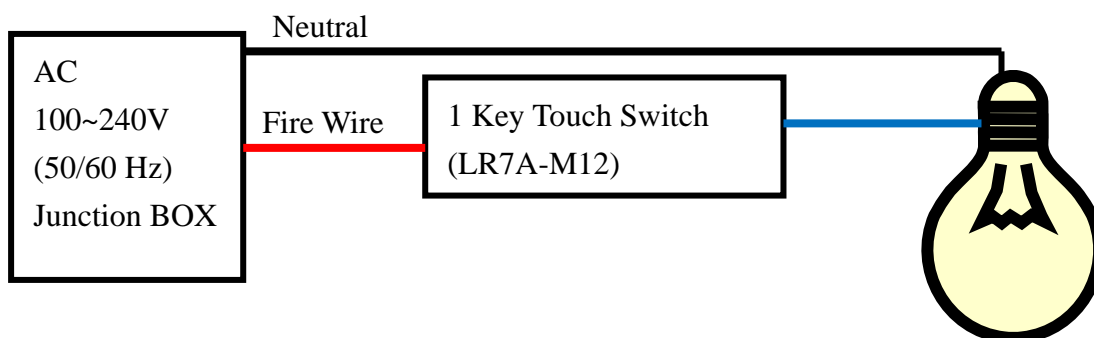 Neutral
AC
100~240V
(50/60 Hz)
Junction BOX
Fire Wire
1 Key Touch Switch
(LR7A-M12)